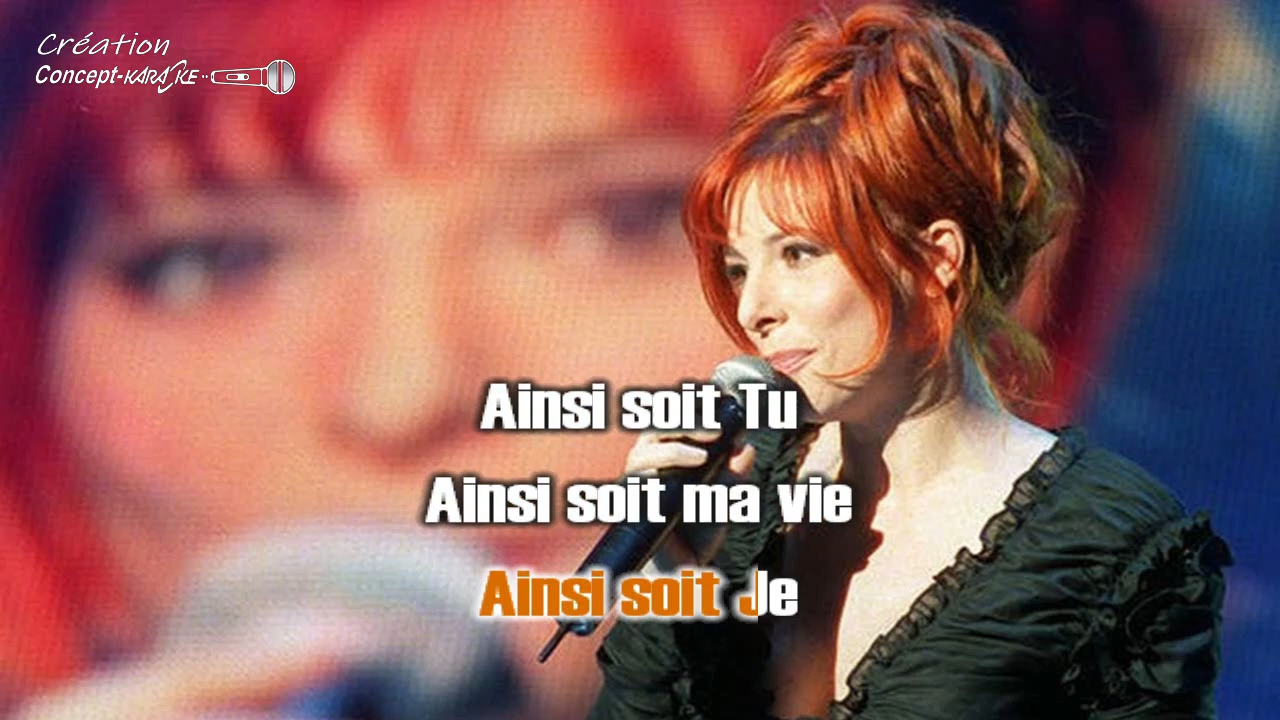 Création
Concept-KARAOKE
Ainsi soit Tu
Ainsi soit ma vie
Ainsi soit Je